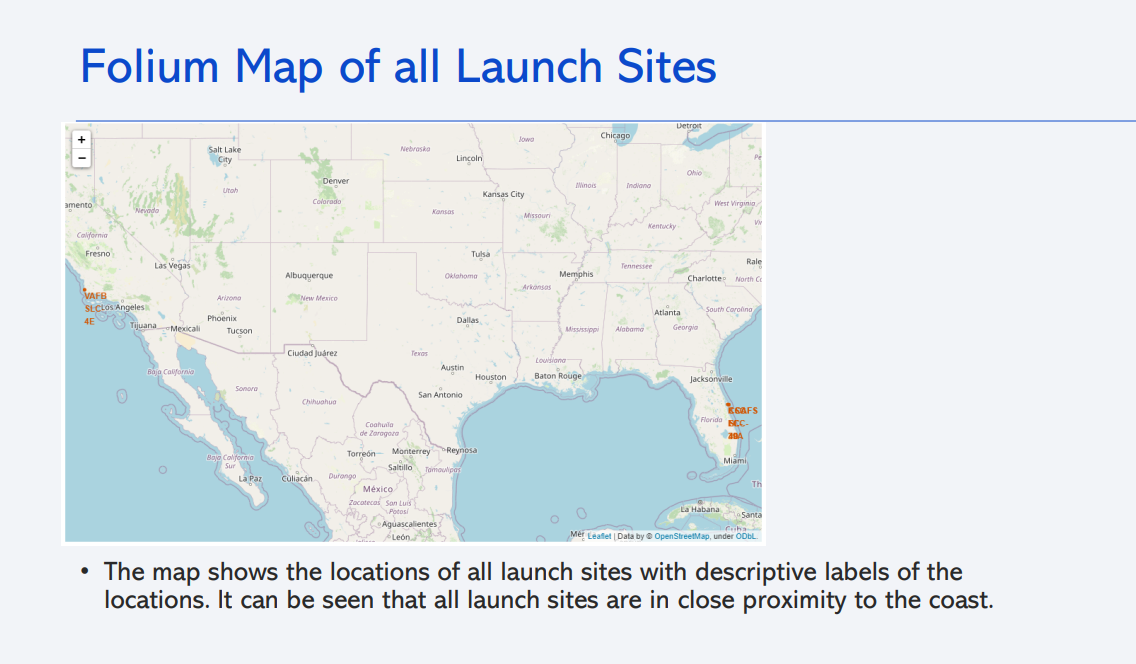 Folium Map of all Launch Sites
+
−
Detroit
Chicago
Iowa
Nebraska
Salt Lake
City
Lincoln
Denver
Utah
Colorado
Illinois
Indiana
Ohio
Kansas City
West Virginia
Nevada
Kansas
Missouri
Kentucky
California
Fresno
Las Vegas
Tulsa
Albuquerque
Oklahoma
Memphis
Tennessee
Charlotte
Arkansas
VAFB
SLC-
4E
Los Angeles
Arizona
New Mexico
South Carolina
Phoenix
Atlanta
Tijuana
Mexicali
Tucson
Dallas
Mississippi
Alabama
Georgia
Ciudad Juárez
Texas
Louisiana
Baja California
Austin
Houston
Baton Rouge
Jacksonville
Sonora
San Antonio
Chihuahua
Florida
Coahuila
de Zaragoza
Torreón
Monterrey
Reynosa
Baja California
Sur
Saltillo
Tamaulipas
Miami
La Paz
Culiacán
Durango
México
Zacatecas
San Luis
Potosí
La Habana
Santa
Cuba
Aguascalientes
León
Leaflet | Data by © OpenStreetMap, under ODbL.
• The map shows the locations of all launch sites with descriptive labels of the
locations. It can be seen that all launch sites are in close proximity to the coast.